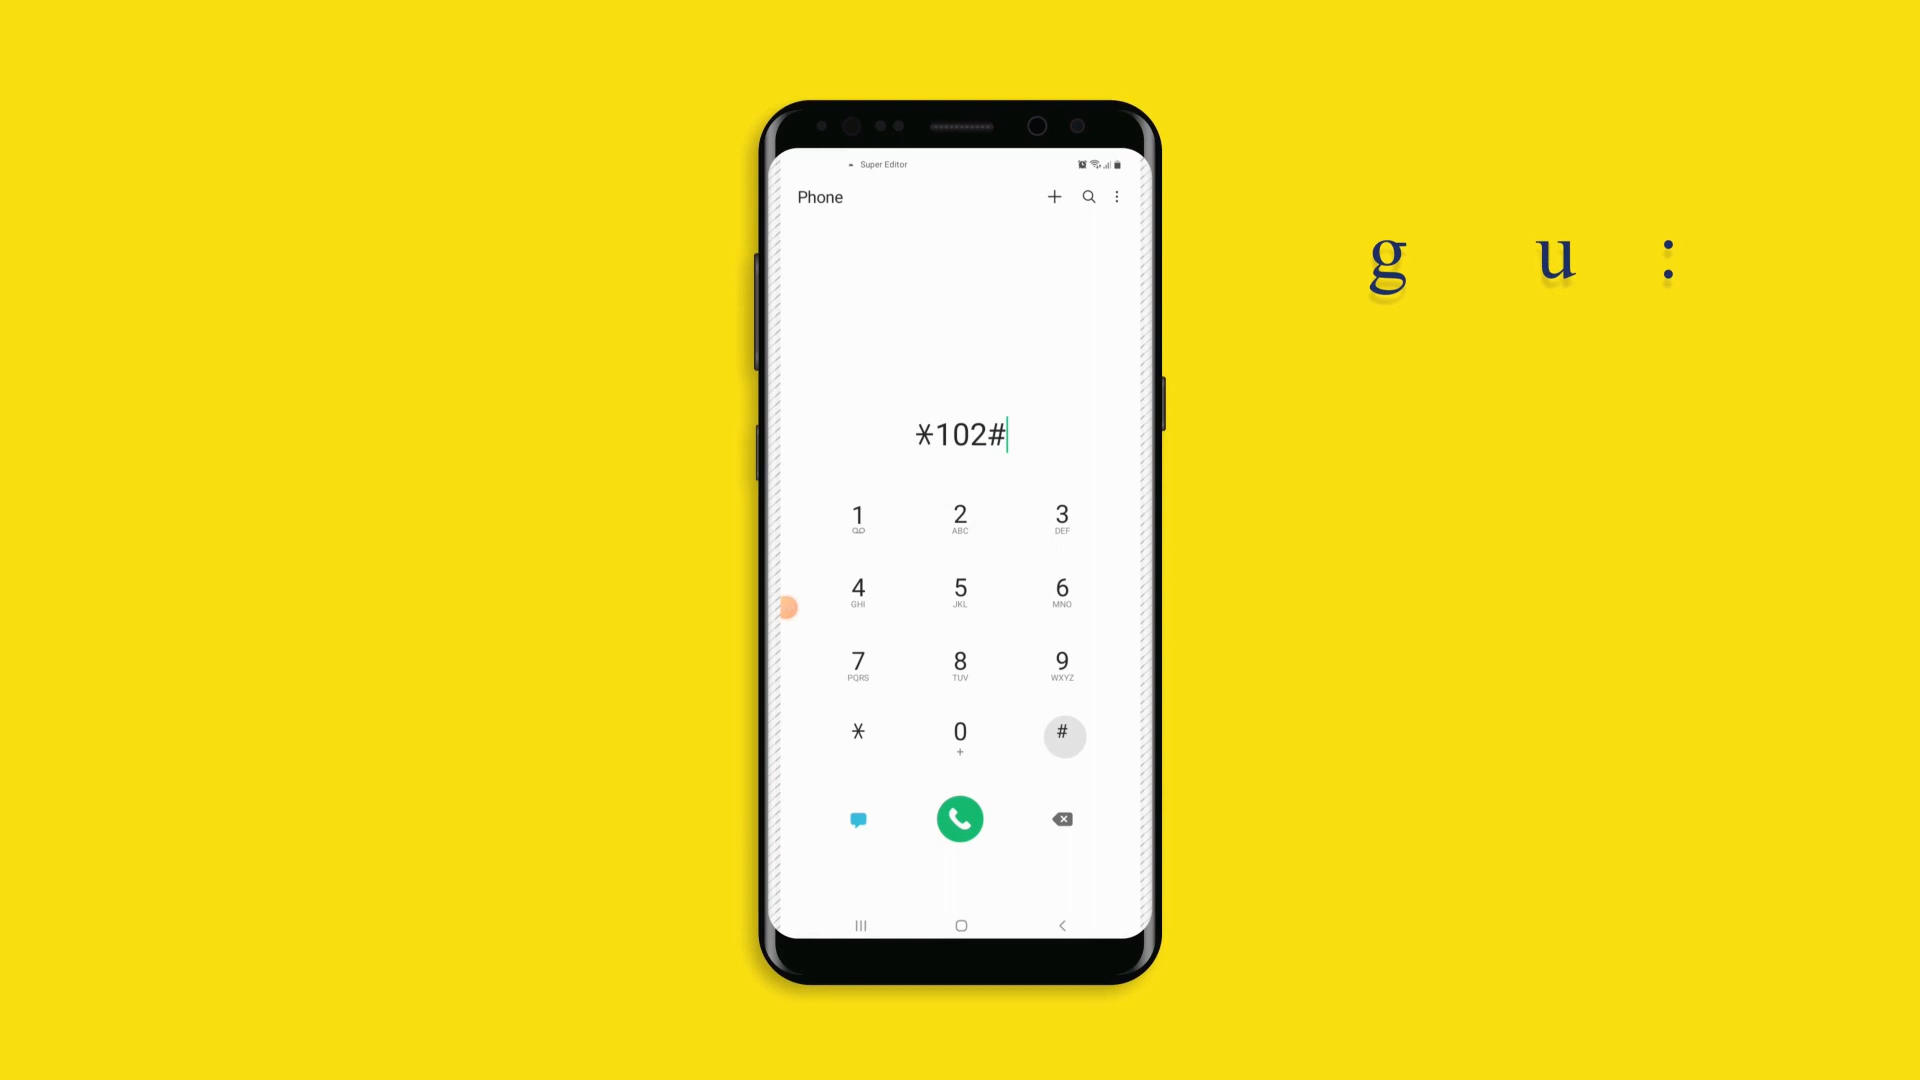 Super Editor
Phone
g u :
*102#
1 2 3
ABC DEF
4 5 6
GHI JKL MNO
7 8 9
PQRS TUV WXYZ
* 0 #
+